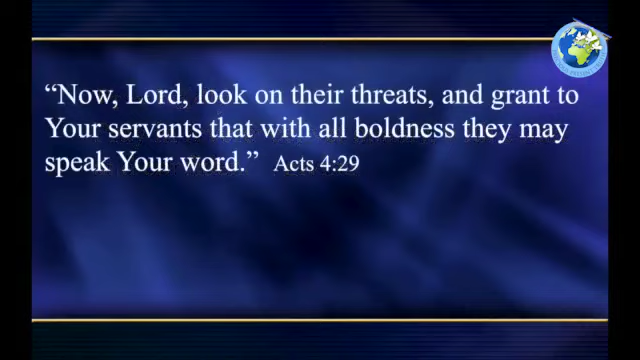 “Now, Lord, look on their threats, and grant to
Your servants that with all boldness they may
speak Your word.” Acts 4:29